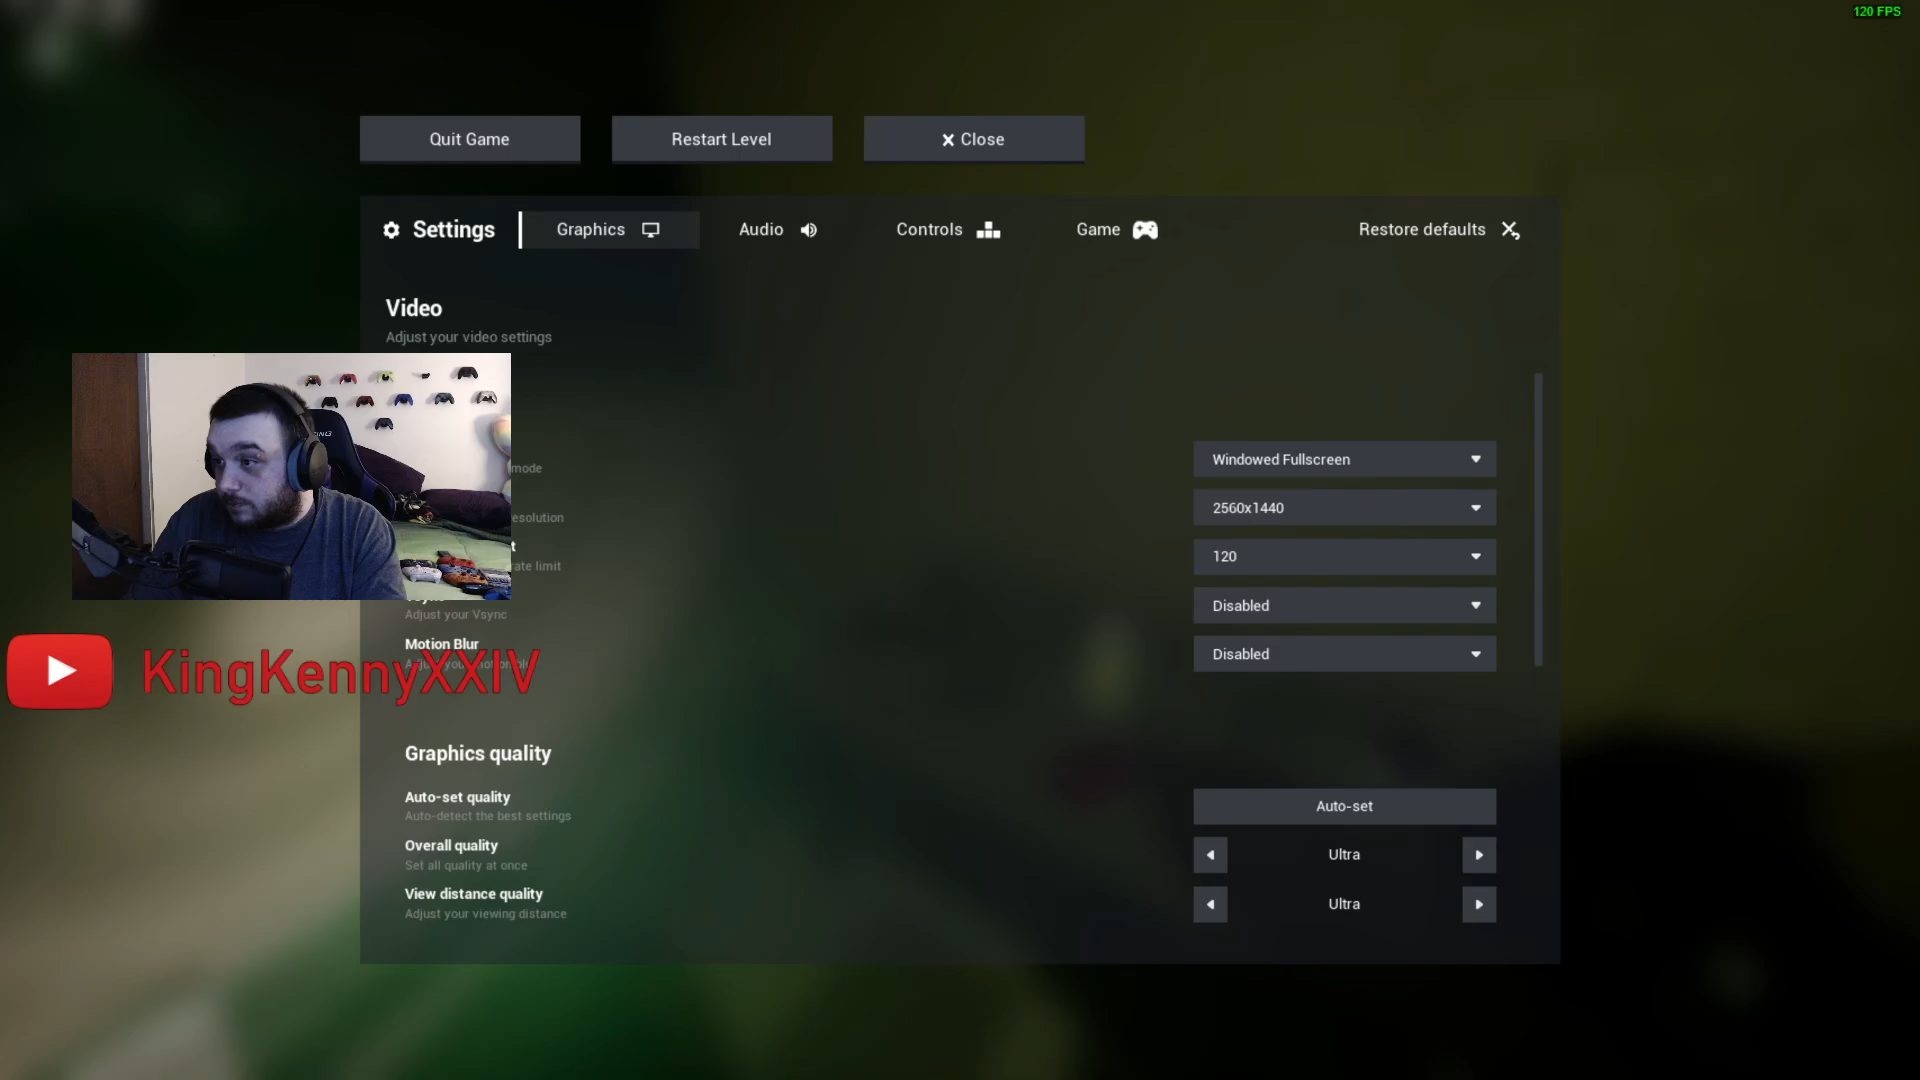 120 FPS
Quit Game
Restart Level
Close
Settings
Graphics
Audio
Controls
Game
Restore defaults
Video
Adjust your video settings
mode
Windowed Fullscreen
esolution
2560x1440
t
rate limit
120
Adjust your Vsync
Disabled
Motion Blur
Disabled
KingKennyXXIV
Graphics quality
Auto-set quality
Auto-detect the best settings
Auto-set
Overall quality
Set all quality at once
Ultra
View distance quality
Adjust your viewing distance
Ultra